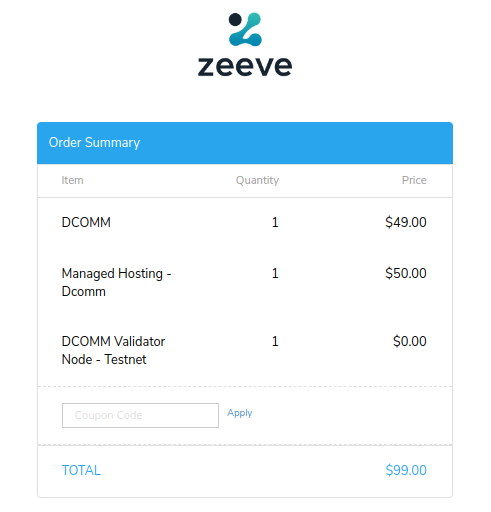 zeeve
Order Summary
Item Quantity Price
DCOMM 1 $49.00
Managed Hosting - 1 $50.00
Dcomm
DCOMM Validator 1 $0.00
Node - Testnet
Coupon Code Apply
TOTAL $99.00